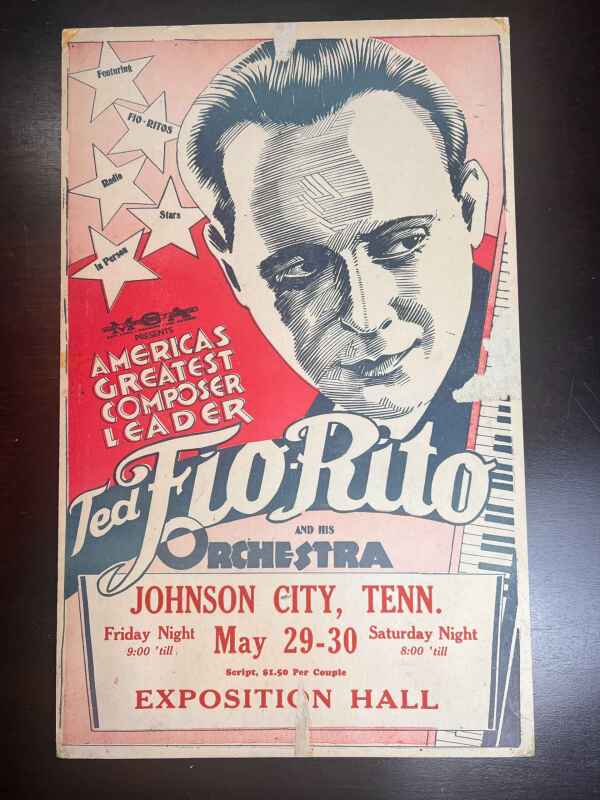 Featuring
FIO-RITOS
Radio
Stars
In Person
MCA
PRESENTS
AMERICAS
GREATEST
COMPOSER
LEADER
Ted Fio-Rito
AND HIS
ORCHESTRA
JOHNSON CITY, TENN.
Friday Night May 29-30 Saturday Night
9:00 'till 8:00 'till
Script, $1.50 Per Couple
EXPOSITION HALL